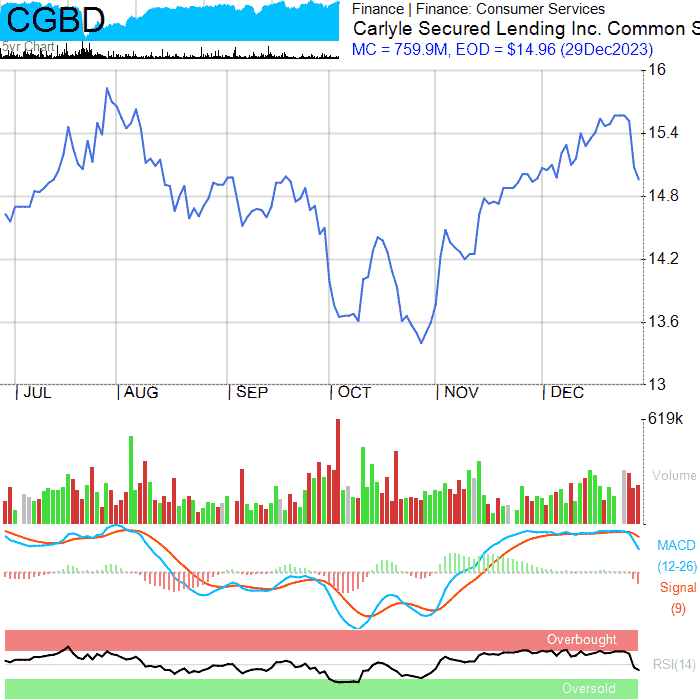 CGBD
5yr Chart
Finance | Finance: Consumer Services
Carlyle Secured Lending Inc. Common S
MC = 759.9M, EOD = $14.96 (29Dec2023)
16
15.4
14.8
14.2
13.6
13
JUL AUG SEP OCT NOV DEC
619k
Volume
MACD
(12-26)
Signal
(9)
Overbought
RSI(14)
Oversold